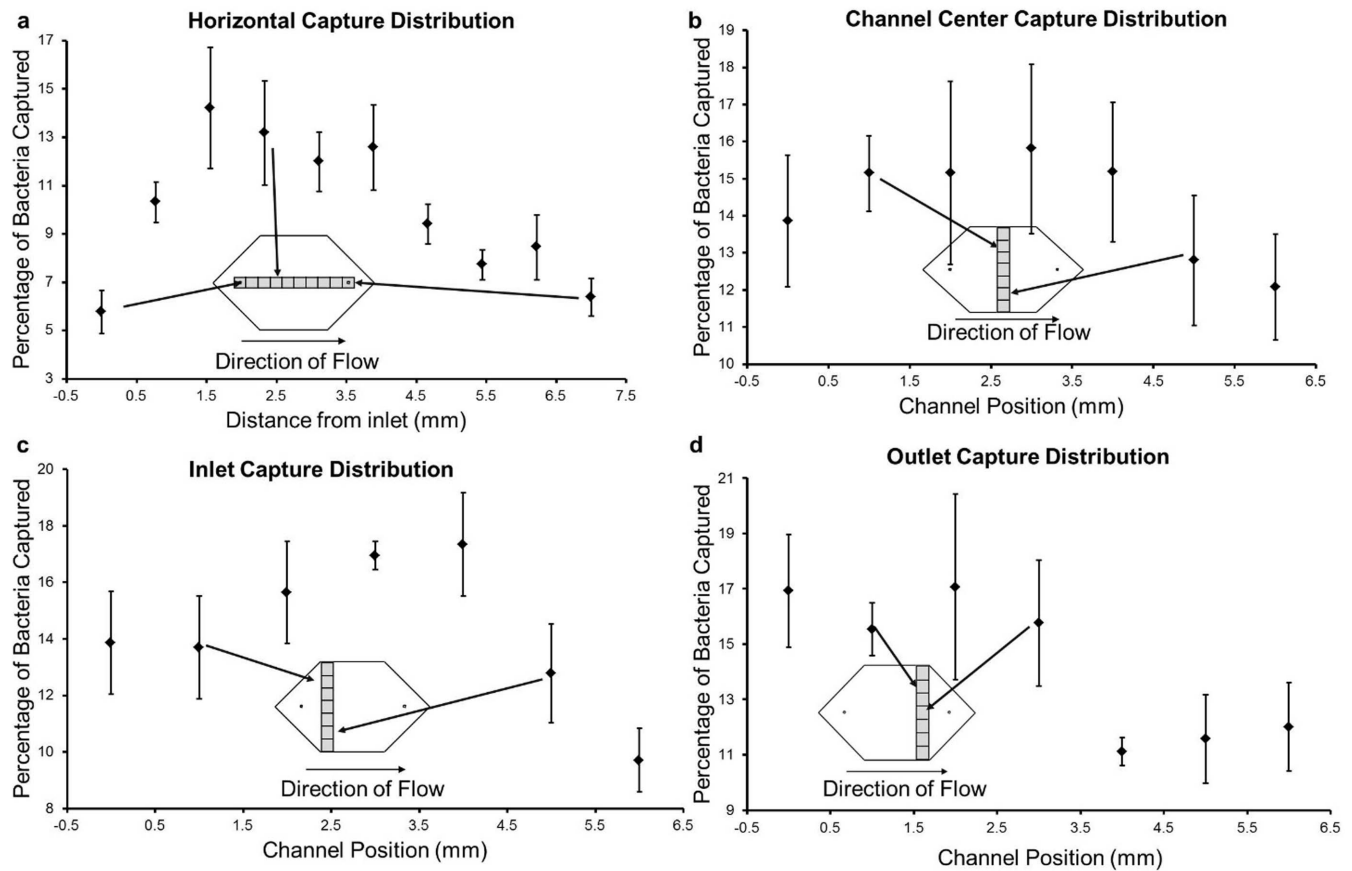 a
Horizontal Capture Distribution
Percentage of Bacteria Captured
17
15
13
11
9
7
5
3
-0.5 0.5 1.5 2.5 3.5 4.5 5.5 6.5 7.5
Direction of Flow
Distance from inlet (mm)
b
Channel Center Capture Distribution
Percentage of Bacteria Captured
19
18
17
16
15
14
13
12
11
10
-0.5 0.5 1.5 2.5 3.5 4.5 5.5 6.5
Direction of Flow
Channel Position (mm)
c
Inlet Capture Distribution
Percentage of Bacteria Captured
20
18
16
14
12
10
8
-0.5 0.5 1.5 2.5 3.5 4.5 5.5 6.5
Direction of Flow
Channel Position (mm)
d
Outlet Capture Distribution
Percentage of Bacteria Captured
21
19
17
15
13
11
9
-0.5 0.5 1.5 2.5 3.5 4.5 5.5 6.5
Direction of Flow
Channel Position (mm)